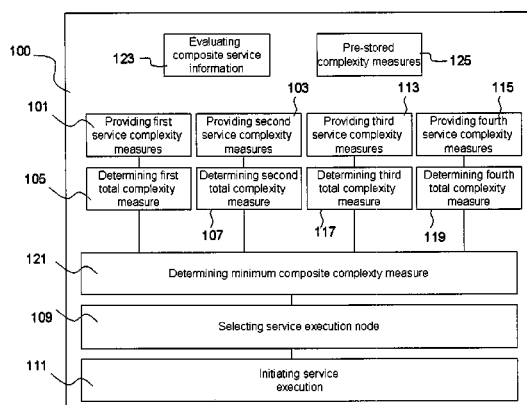 100
123
Evaluating
composite service
information
Pre-stored
complexity measures
125
101
103
113
115
Providing first
service complexity
measures
Providing second
service complexity
measures
Providing third
service complexity
measures
Providing fourth
service complexity
measures
105
Determining first
total complexity
measure
Determining second
total complexity
measure
Determining third
total complexity
measure
Determining fourth
total complexity
measure
107
117
119
121
Determining minimum composite complexty measure
109
Selecting service execution node
111
Initiating service
execution